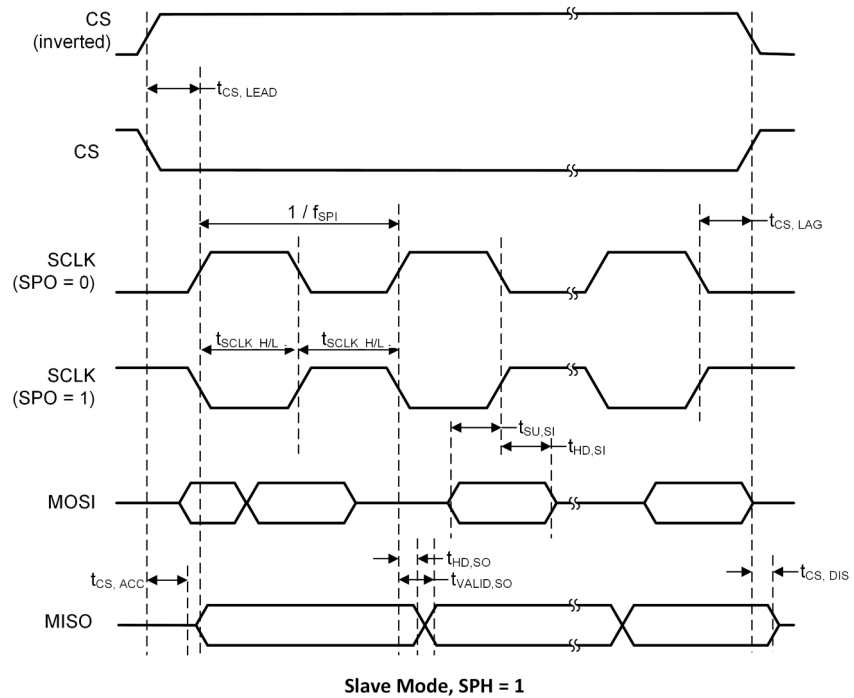 CS
(inverted)
tCS, LEAD
CS
1 / fSPI
tCS, LAG
SCLK
(SPO = 0)
tSCLK_H/L
tSCLK_H/L
SCLK
(SPO = 1)
tSU,SI
tHD,SI
MOSI
tHD,SO
tCS, ACC
tVALID,SO
tCS, DIS
MISO
Slave Mode, SPH = 1